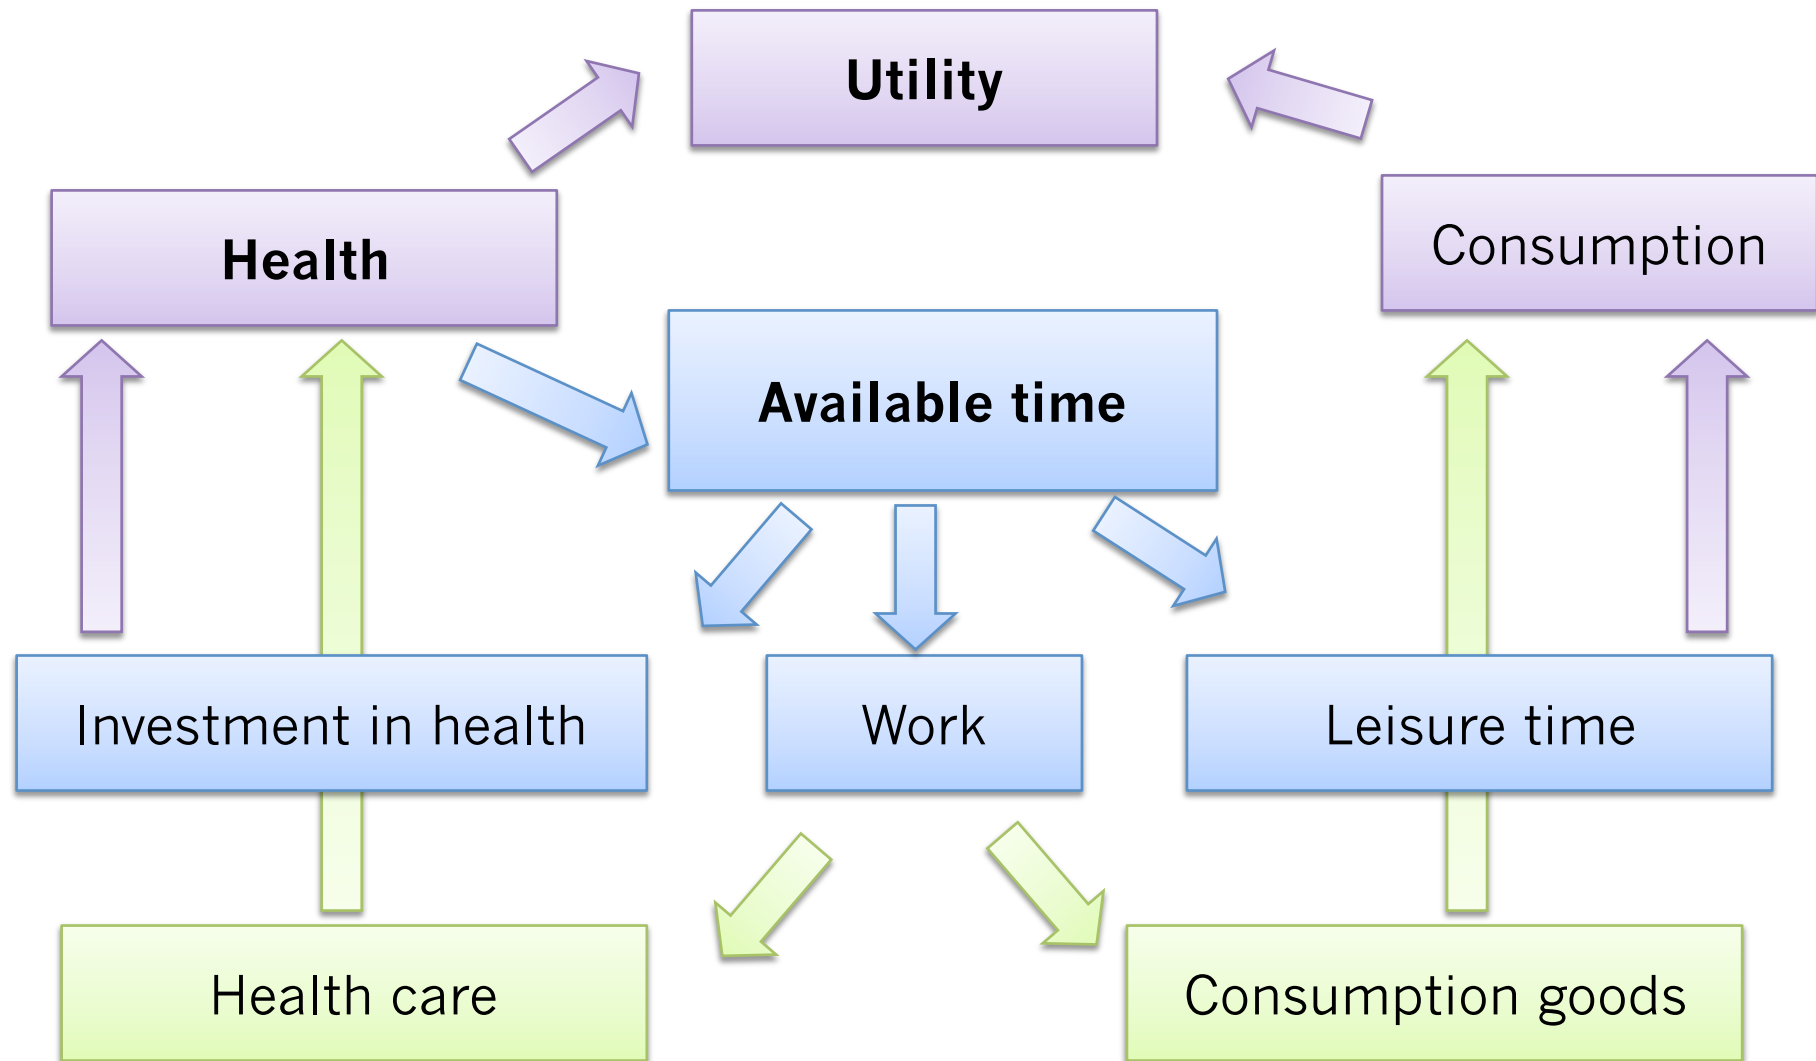 Utility
Health
Consumption
Available time
Investment in health
Work
Leisure time
Health care
Consumption goods